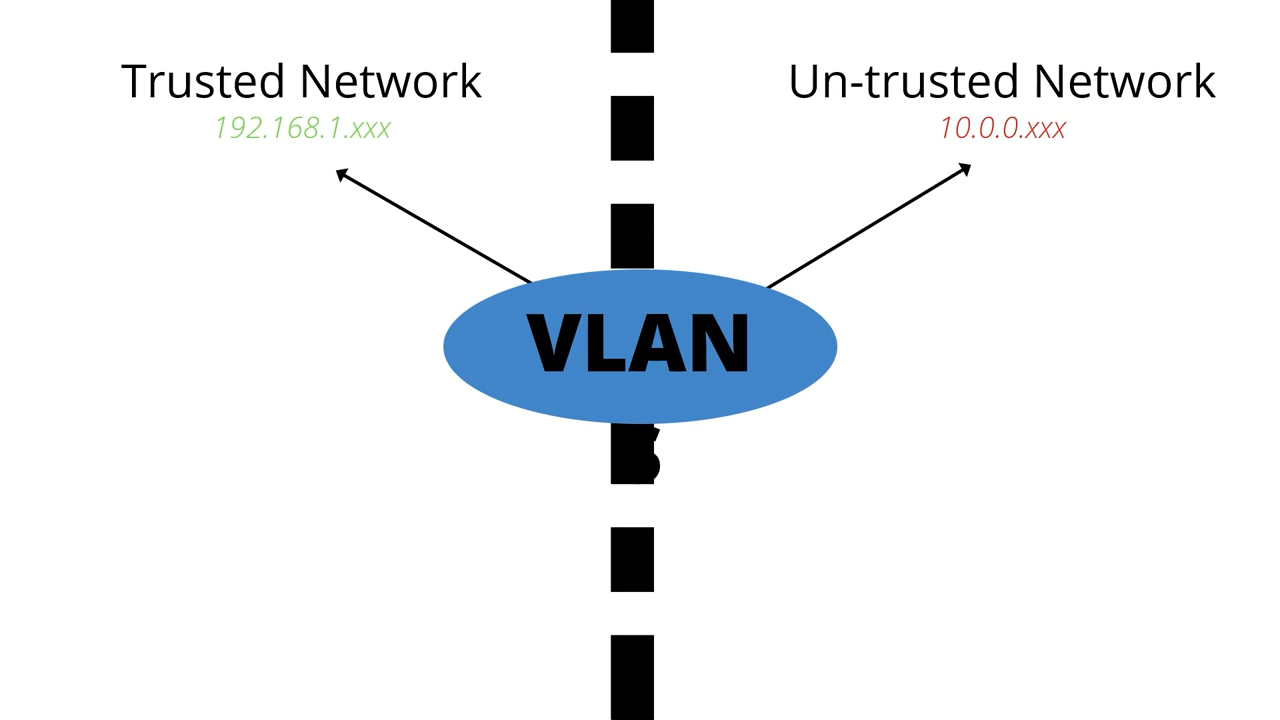 Trusted Network
192.168.1.xxx
Un-trusted Network
10.0.0.xxx
VLAN